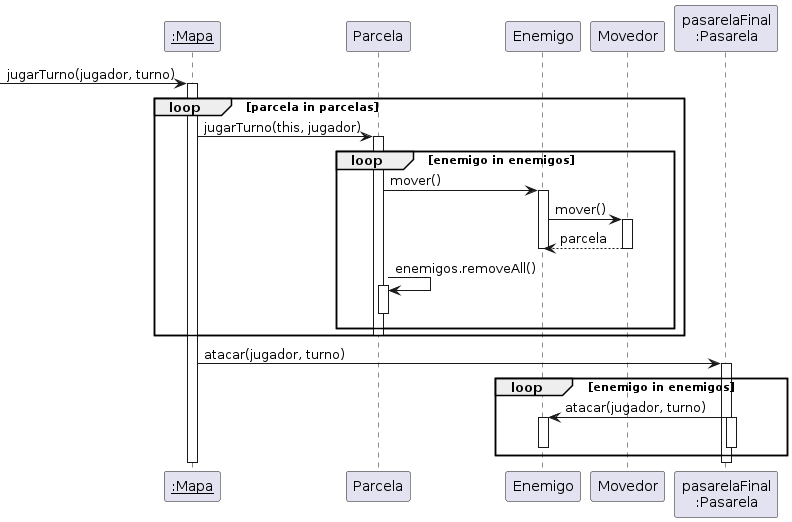 :Mapa
Parcela
Enemigo
Movedor
pasarelaFinal
:Pasarela
jugarTurno(jugador, turno)
loop [parcela in parcelas]
jugarTurno(this, jugador)
loop [enemigo in enemigos]
mover()
mover()
parcela
enemigos.removeAll()
atacar(jugador, turno)
loop [enemigo in enemigos]
atacar(jugador, turno)
:Mapa
Parcela
Enemigo
Movedor
pasarelaFinal
:Pasarela